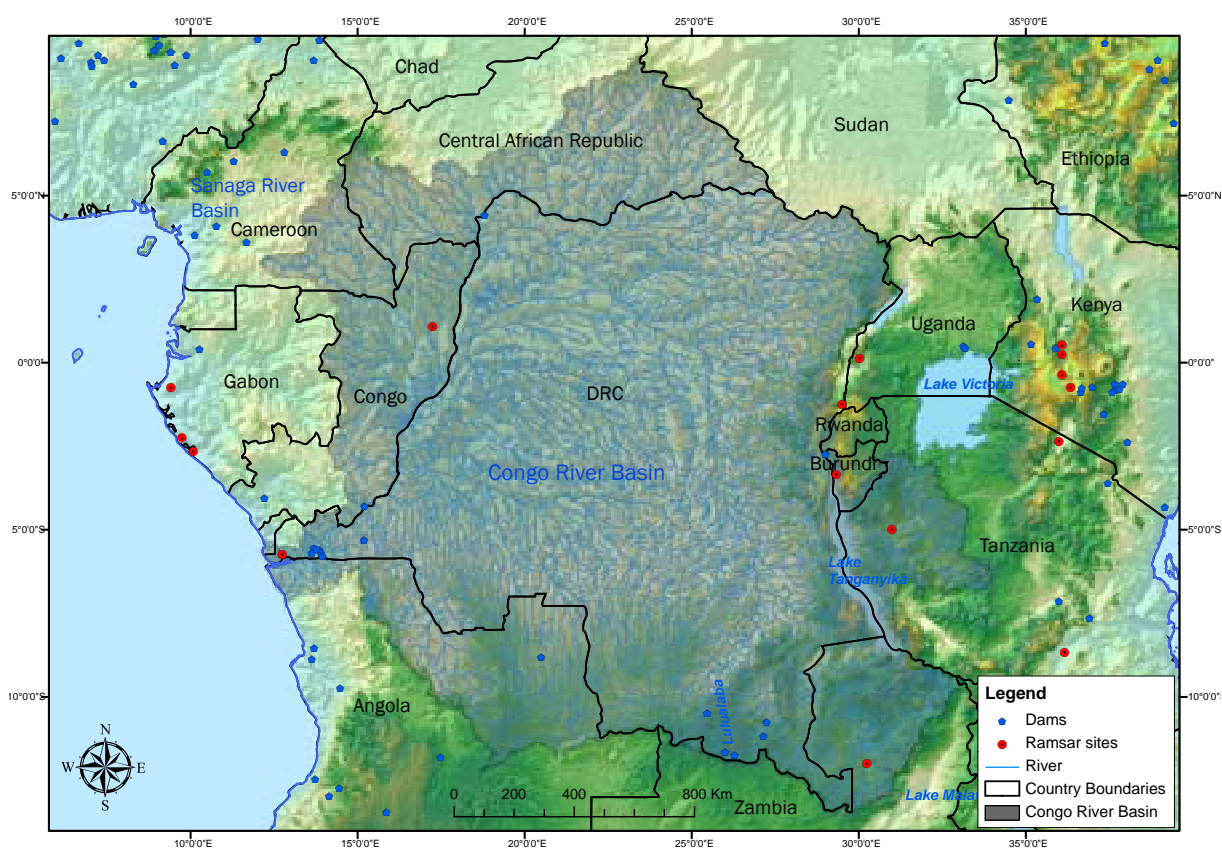 10°0'0"E 15°0'0"E 20°0'0"E 25°0'0"E 30°0'0"E 35°0'0"E
Chad
Sudan
Central African Republic
Ethiopia
Sanaga River
Basin
5°0'0"N 5°0'0"N
Cameroon
Kenya
Uganda
0°0'0" 0°0'0"
Gabon
Congo
DRC
Lake Victoria
Rwanda
Burundi
Congo River Basin
5°0'0"S 5°0'0"S
Tanzania
Lake
Tanganyika
10°0'0"S 10°0'0"S
Angola
Lulualaba
Zambia
Lake Mala
N
W E
S
0 200 400 800 Km
Legend
Dams
Ramsar sites
River
Country Boundaries
Congo River Basin
10°0'0"E 15°0'0"E 20°0'0"E 25°0'0"E 30°0'0"E 35°0'0"E